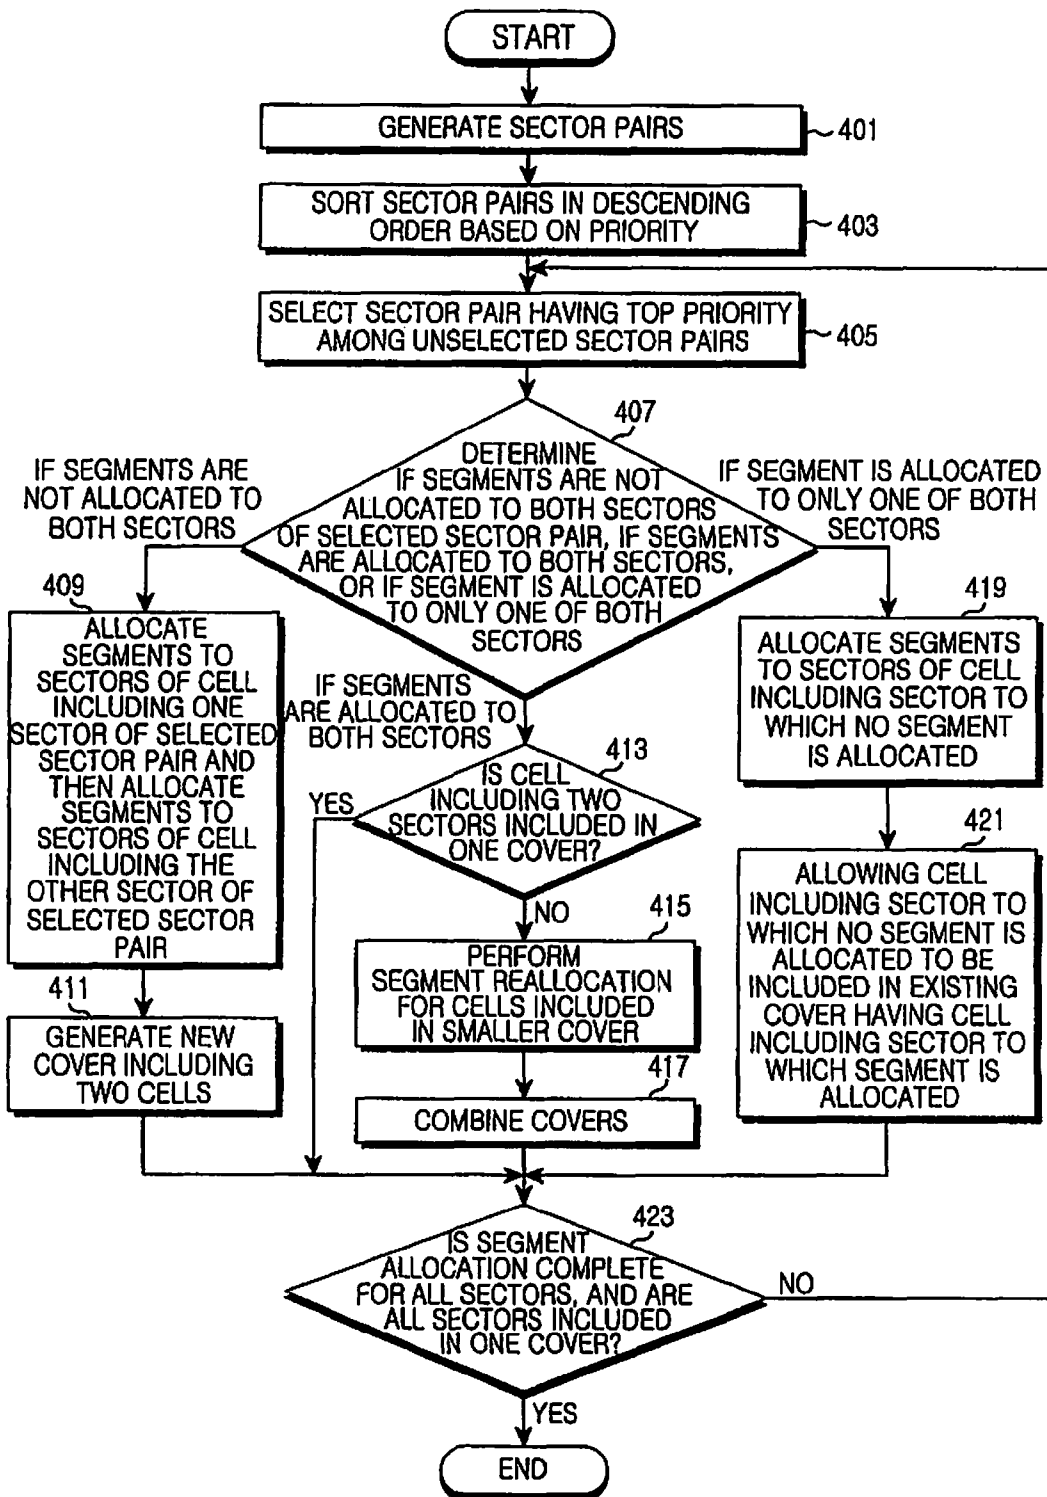 START
GENERATE SECTOR PAIRS
401
SORT SECTOR PAIRS IN DESCENDING
ORDER BASED ON PRIORITY
403
SELECT SECTOR PAIR HAVING TOP PRIORITY
AMONG UNSELECTED SECTOR PAIRS
405
407
DETERMINE
IF SEGMENTS ARE NOT
ALLOCATED TO BOTH SECTORS
OF SELECTED SECTOR PAIR, IF SEGMENTS
ARE ALLOCATED TO BOTH SECTORS,
OR IF SEGMENT IS ALLOCATED
TO ONLY ONE OF BOTH
SECTORS
IF SEGMENTS ARE
NOT ALLOCATED TO
BOTH SECTORS
IF SEGMENT IS ALLOCATED
TO ONLY ONE OF BOTH
SECTORS
IF SEGMENTS
ARE ALLOCATED TO
BOTH SECTORS
409
ALLOCATE
SEGMENTS TO
SECTORS OF CELL
INCLUDING ONE
SECTOR OF SELECTED
SECTOR PAIR AND
THEN ALLOCATE
SEGMENTS TO
SECTORS OF CELL
INCLUDING THE
OTHER SECTOR OF
SELECTED SECTOR
PAIR
411
GENERATE NEW
COVER INCLUDING
TWO CELLS
413
IS CELL
INCLUDING TWO
SECTORS INCLUDED IN
ONE COVER?
YES
NO
415
PERFORM
SEGMENT REALLOCATION
FOR CELLS INCLUDED
IN SMALLER COVER
417
COMBINE COVERS
419
ALLOCATE SEGMENTS
TO SECTORS OF CELL
INCLUDING SECTOR TO
WHICH NO SEGMENT
IS ALLOCATED
421
ALLOWING CELL
INCLUDING SECTOR TO
WHICH NO SEGMENT IS
ALLOCATED TO BE
INCLUDED IN EXISTING
COVER HAVING CELL
INCLUDING SECTOR TO
WHICH SEGMENT IS
ALLOCATED
423
IS SEGMENT
ALLOCATION COMPLETE
FOR ALL SECTORS, AND ARE
ALL SECTORS INCLUDED
IN ONE COVER?
NO
YES
END